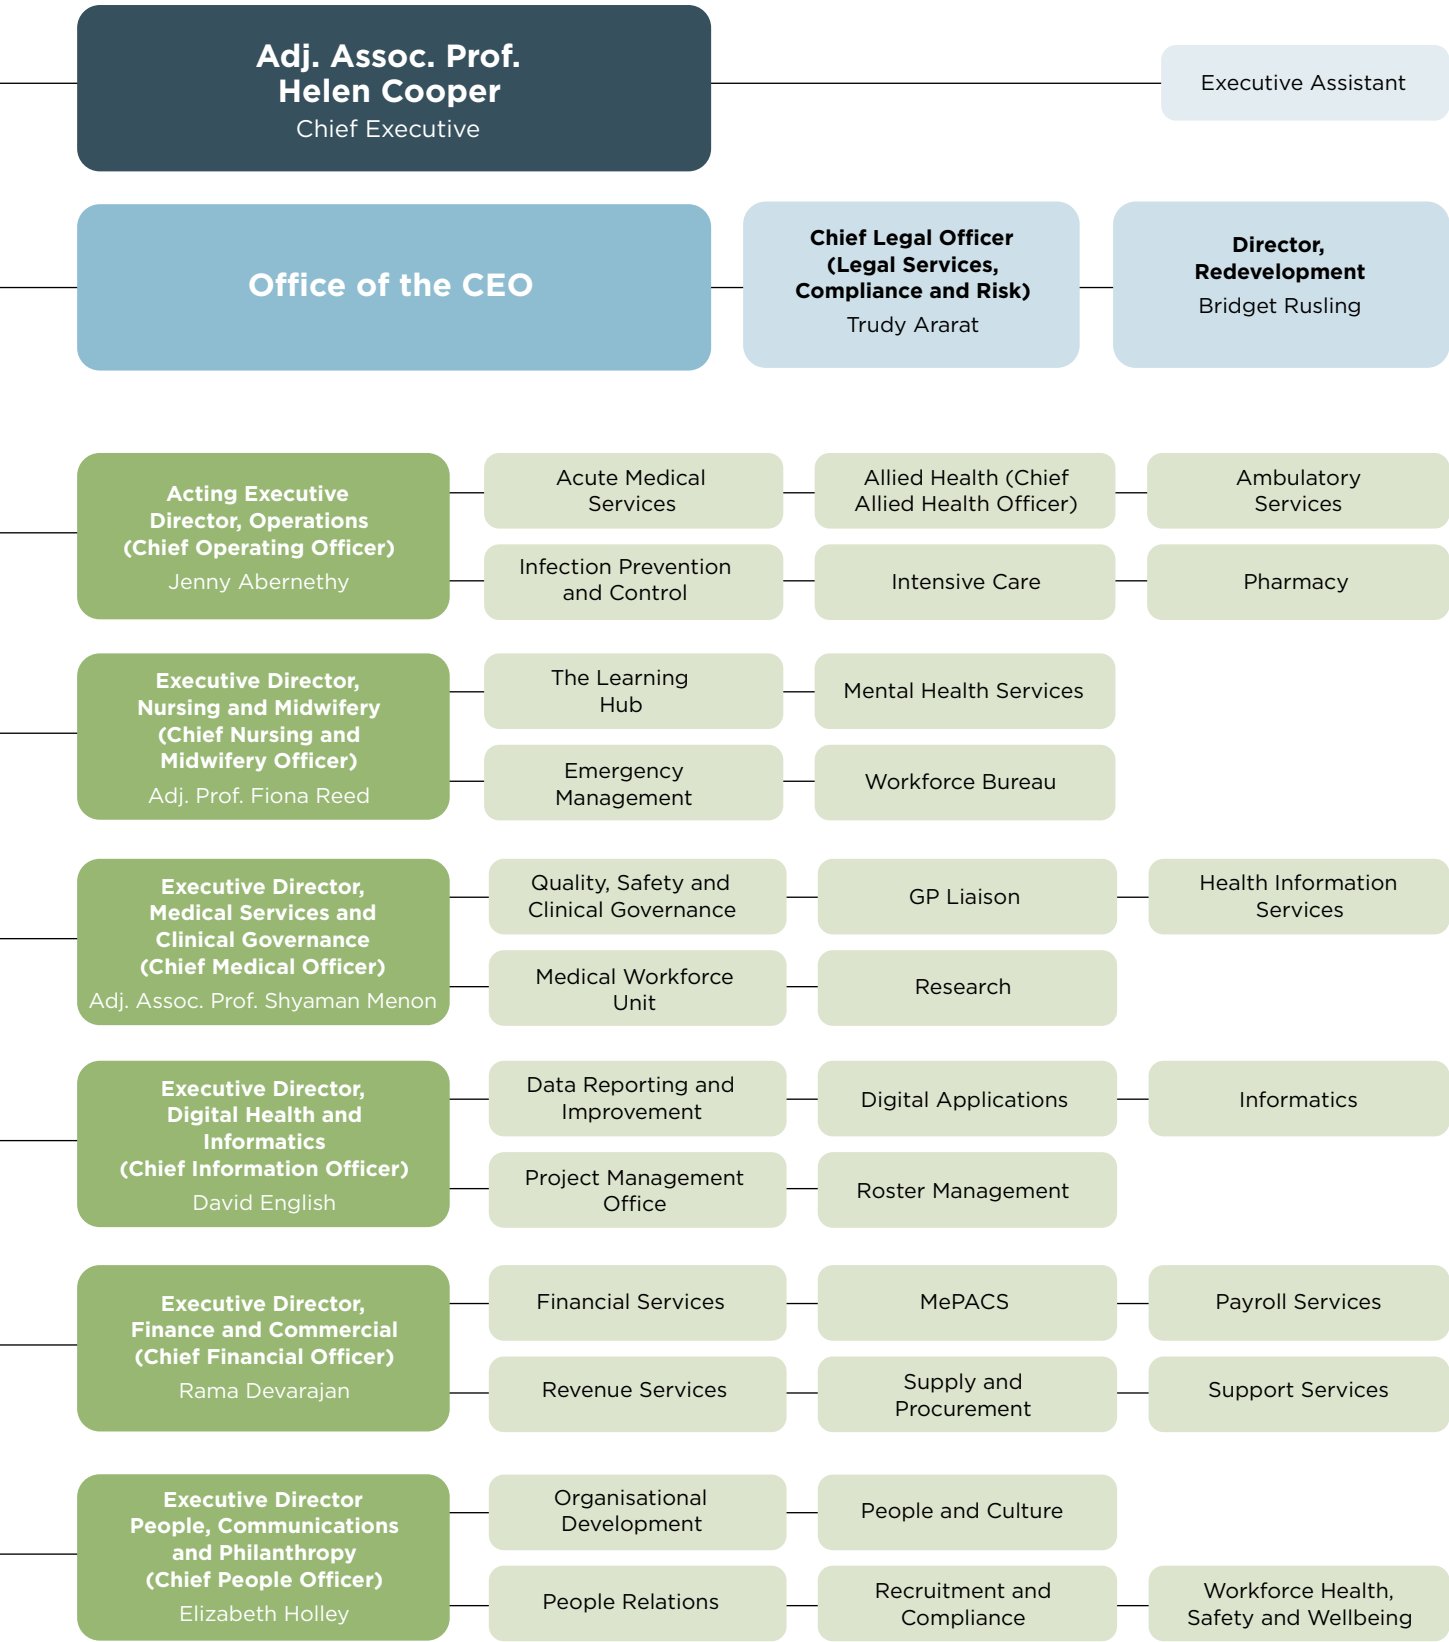 Adj. Assoc. Prof.
Helen Cooper
Chief Executive
Executive Assistant
Office of the CEO
Chief Legal Officer
(Legal Services,
Compliance and Risk)
Trudy Ararat
Director,
Redevelopment
Bridget Rusling
Acting Executive
Director, Operations
(Chief Operating Officer)
Jenny Abernethy
Acute Medical
Services
Allied Health (Chief
Allied Health Officer)
Ambulatory
Services
Infection Prevention
and Control
Intensive Care
Pharmacy
Executive Director,
Nursing and Midwifery
(Chief Nursing and
Midwifery Officer)
Adj. Prof. Fiona Reed
The Learning
Hub
Mental Health Services
Emergency
Management
Workforce Bureau
Executive Director,
Medical Services and
Clinical Governance
(Chief Medical Officer)
Adj. Assoc. Prof. Shyaman Menon
Quality, Safety and
Clinical Governance
GP Liaison
Health Information
Services
Medical Workforce
Unit
Research
Executive Director,
Digital Health and
Informatics
(Chief Information Officer)
David English
Data Reporting and
Improvement
Digital Applications
Informatics
Project Management
Office
Roster Management
Executive Director,
Finance and Commercial
(Chief Financial Officer)
Rama Devarajan
Financial Services
MePACS
Payroll Services
Revenue Services
Supply and
Procurement
Support Services
Executive Director
People, Communications
and Philanthropy
(Chief People Officer)
Elizabeth Holley
Organisational
Development
People and Culture
People Relations
Recruitment and
Compliance
Workforce Health,
Safety and Wellbeing